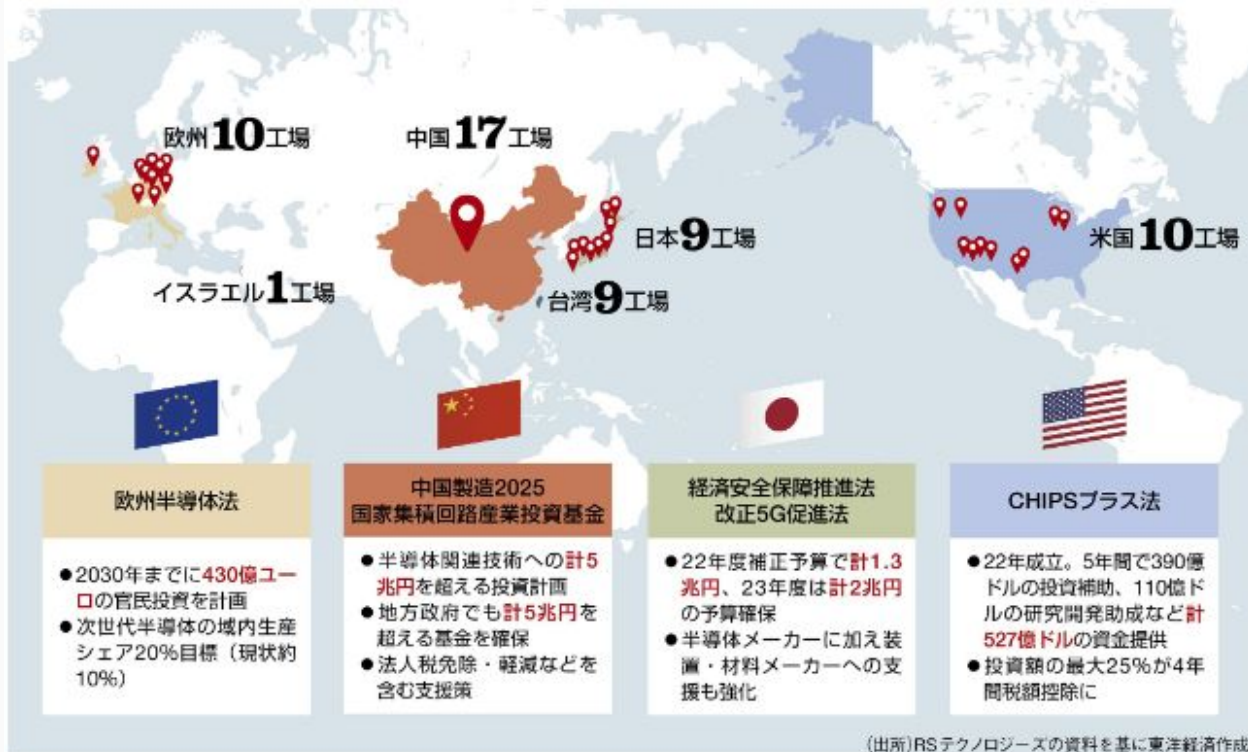 欧州10工場
中国17工場
日本9工場
米国10工場
イスラエル1工場
台湾9工場
欧州半導体法
●2030年までに430億ユー
ロの官民投資を計画
●次世代半導体の域内生産
シェア20%目標（現状約
10%）
中国製造2025
国家集積回路産業投資基金
●半導体関連技術への計5
兆円を超える投資計画
●地方政府でも計5兆円を
超える基金を確保
●法人税免除・軽減などを
含む支援策
経済安全保障推進法
改正5G促進法
●22年度補正予算で計1.3
兆円、23年度は計2兆円
の予算確保
●半導体メーカーに加え装
置・材料メーカーへの支
援も強化
CHIPSプラス法
●22年成立。5年間で390億
ドルの投資補助、110億ド
ルの研究開発助成など計
527億ドルの資金提供
●投資額の最大25%が4年
間税額控除に
（出所）RSテクノロジーズの資料を基に東洋経済作成